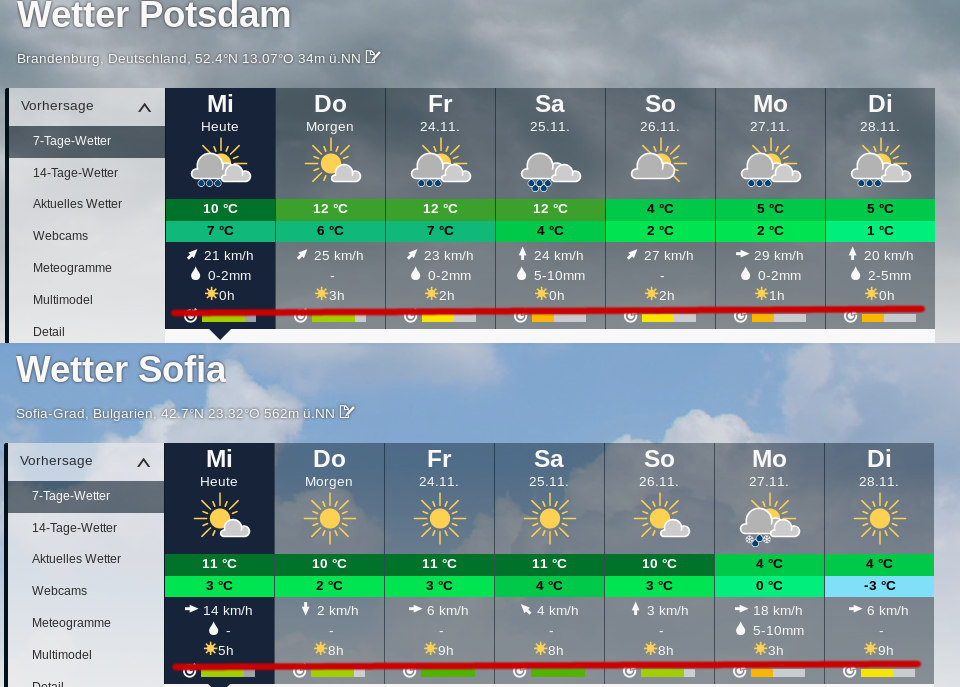 Wetter Potsdam
Brandenburg, Deutschland, 52.4°N 13.07°O 34m ü.NN
Vorhersage
7-Tage-Wetter
14-Tage-Wetter
Aktuelles Wetter
Webcams
Meteogramme
Multimodel
Detail
Mi Do Fr Sa So Mo Di
Heute Morgen 24.11. 25.11. 26.11. 27.11. 28.11.
10 °C 12 °C 12 °C 12 °C 4 °C 5 °C 5 °C
7 °C 6 °C 7 °C 4 °C 2 °C 2 °C 1 °C
21 km/h 25 km/h 23 km/h 24 km/h 27 km/h 29 km/h 20 km/h
0-2mm - 0-2mm 5-10mm - 0-2mm 2-5mm
0h 3h 2h 0h 2h 1h 0h
Wetter Sofia
Sofia-Grad, Bulgarien, 42.7°N 23.32°O 562m ü.NN
Vorhersage
7-Tage-Wetter
14-Tage-Wetter
Aktuelles Wetter
Webcams
Meteogramme
Multimodel
Detail
Mi Do Fr Sa So Mo Di
Heute Morgen 24.11. 25.11. 26.11. 27.11. 28.11.
11 °C 10 °C 11 °C 11 °C 10 °C 4 °C 4 °C
3 °C 2 °C 3 °C 4 °C 3 °C 0 °C -3 °C
14 km/h 2 km/h 6 km/h 4 km/h 3 km/h 18 km/h 6 km/h
- - - - - 5-10mm -
5h 8h 9h 8h 8h 3h 9h